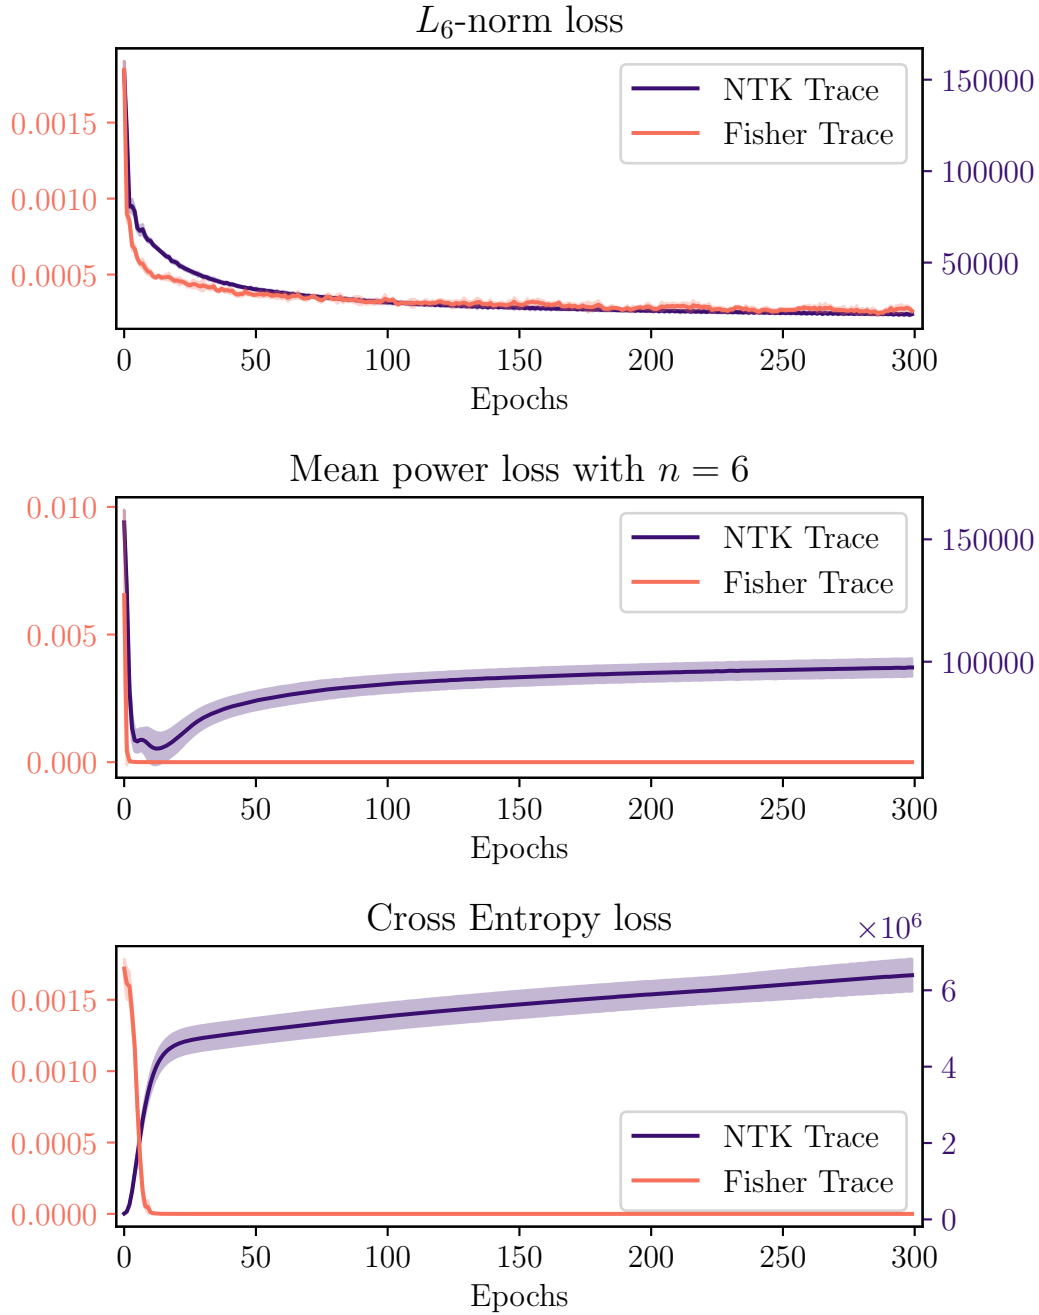 L₆-norm loss
NTK Trace
Fisher Trace
0.0015
0.0010
0.0005
150000
100000
50000
0 50 100 150 200 250 300
Epochs
Mean power loss with n = 6
NTK Trace
Fisher Trace
0.010
0.005
0.000
150000
100000
0 50 100 150 200 250 300
Epochs
Cross Entropy loss
×10⁶
0.0015
0.0010
0.0005
0.0000
6
4
2
0
NTK Trace
Fisher Trace
0 50 100 150 200 250 300
Epochs